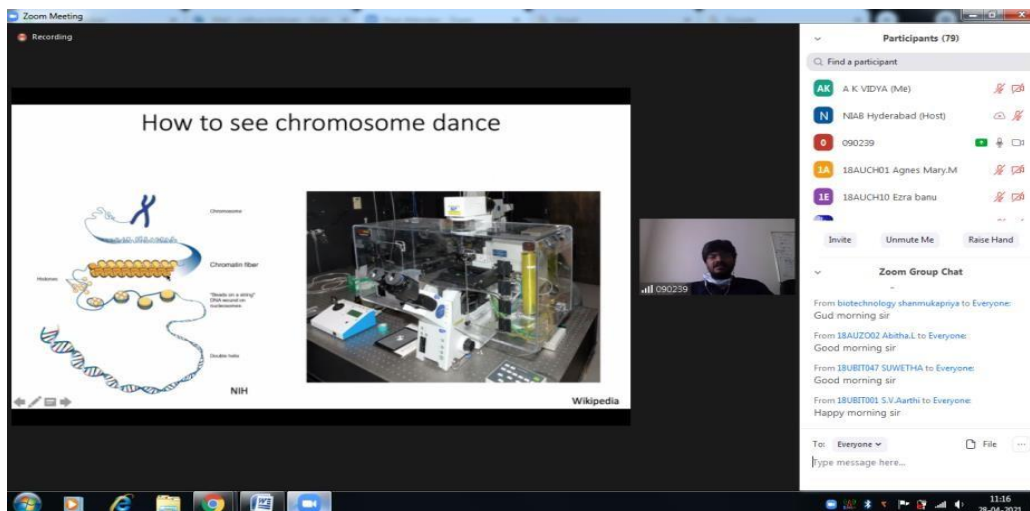 Zoom Meeting
Recording
How to see chromosome dance
Chromosome
Chromatin fiber
Histones
"Beads on a string"
DNA wound on
nucleosomes
Double helix
NIH
Wikipedia
090239
Participants (79)
Find a participant
AK A K VIDYA (Me)
N NIAB Hyderabad (Host)
0 090239
1A 18AUCH01 Agnes Mary.M
1E 18AUCH10 Ezra banu
Invite Unmute Me Raise Hand
Zoom Group Chat
From biotechnology shanmukapriya to Everyone:
Gud morning sir
From 18AUZO02 Abitha.L to Everyone:
Good morning sir
From 18UBIT047 SUWETHA to Everyone:
Good morning sir
From 18UBIT001 S.V.Aarthi to Everyone:
Happy morning sir
To: Everyone File ...
Type message here...
11:16
28-04-2021